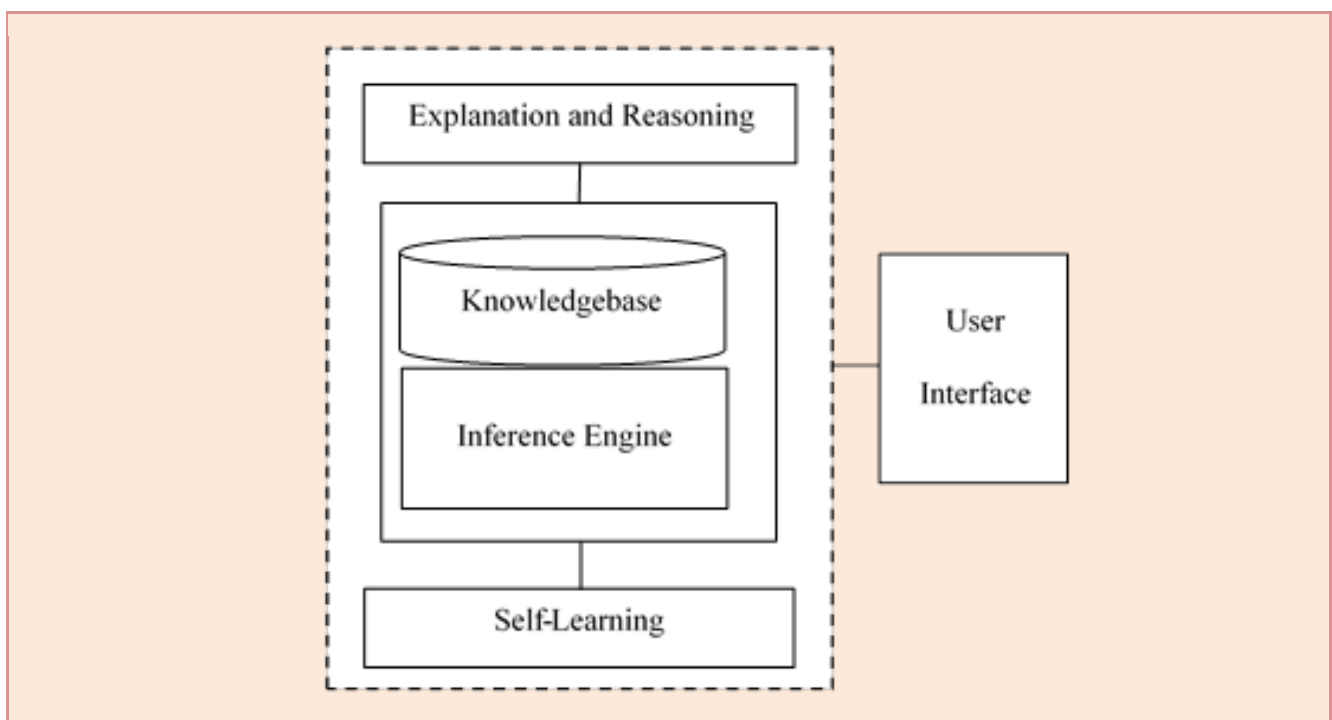 Explanation and Reasoning
Knowledgebase
Inference Engine
Self-Learning
User
Interface